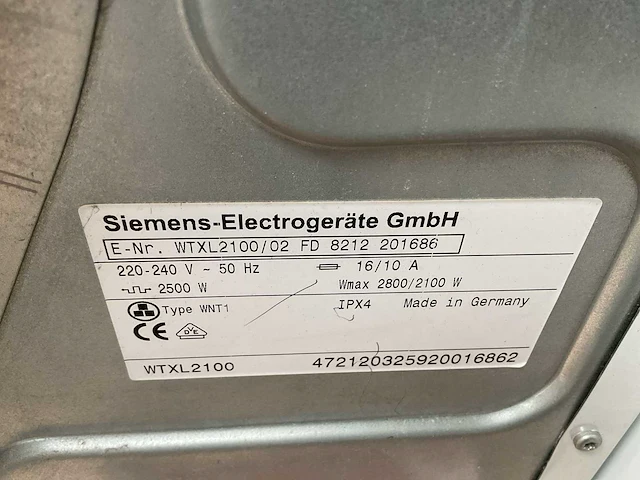 Siemens-Electrogeräte GmbH
E-Nr. WTXL2100/02 FD 8212 201686
220-240 V ~ 50 Hz 16/10 A
2500 W Wmax 2800/2100 W
Type WNT1 IPX4 Made in Germany
CE DVE
WTXL2100 472120325920016862